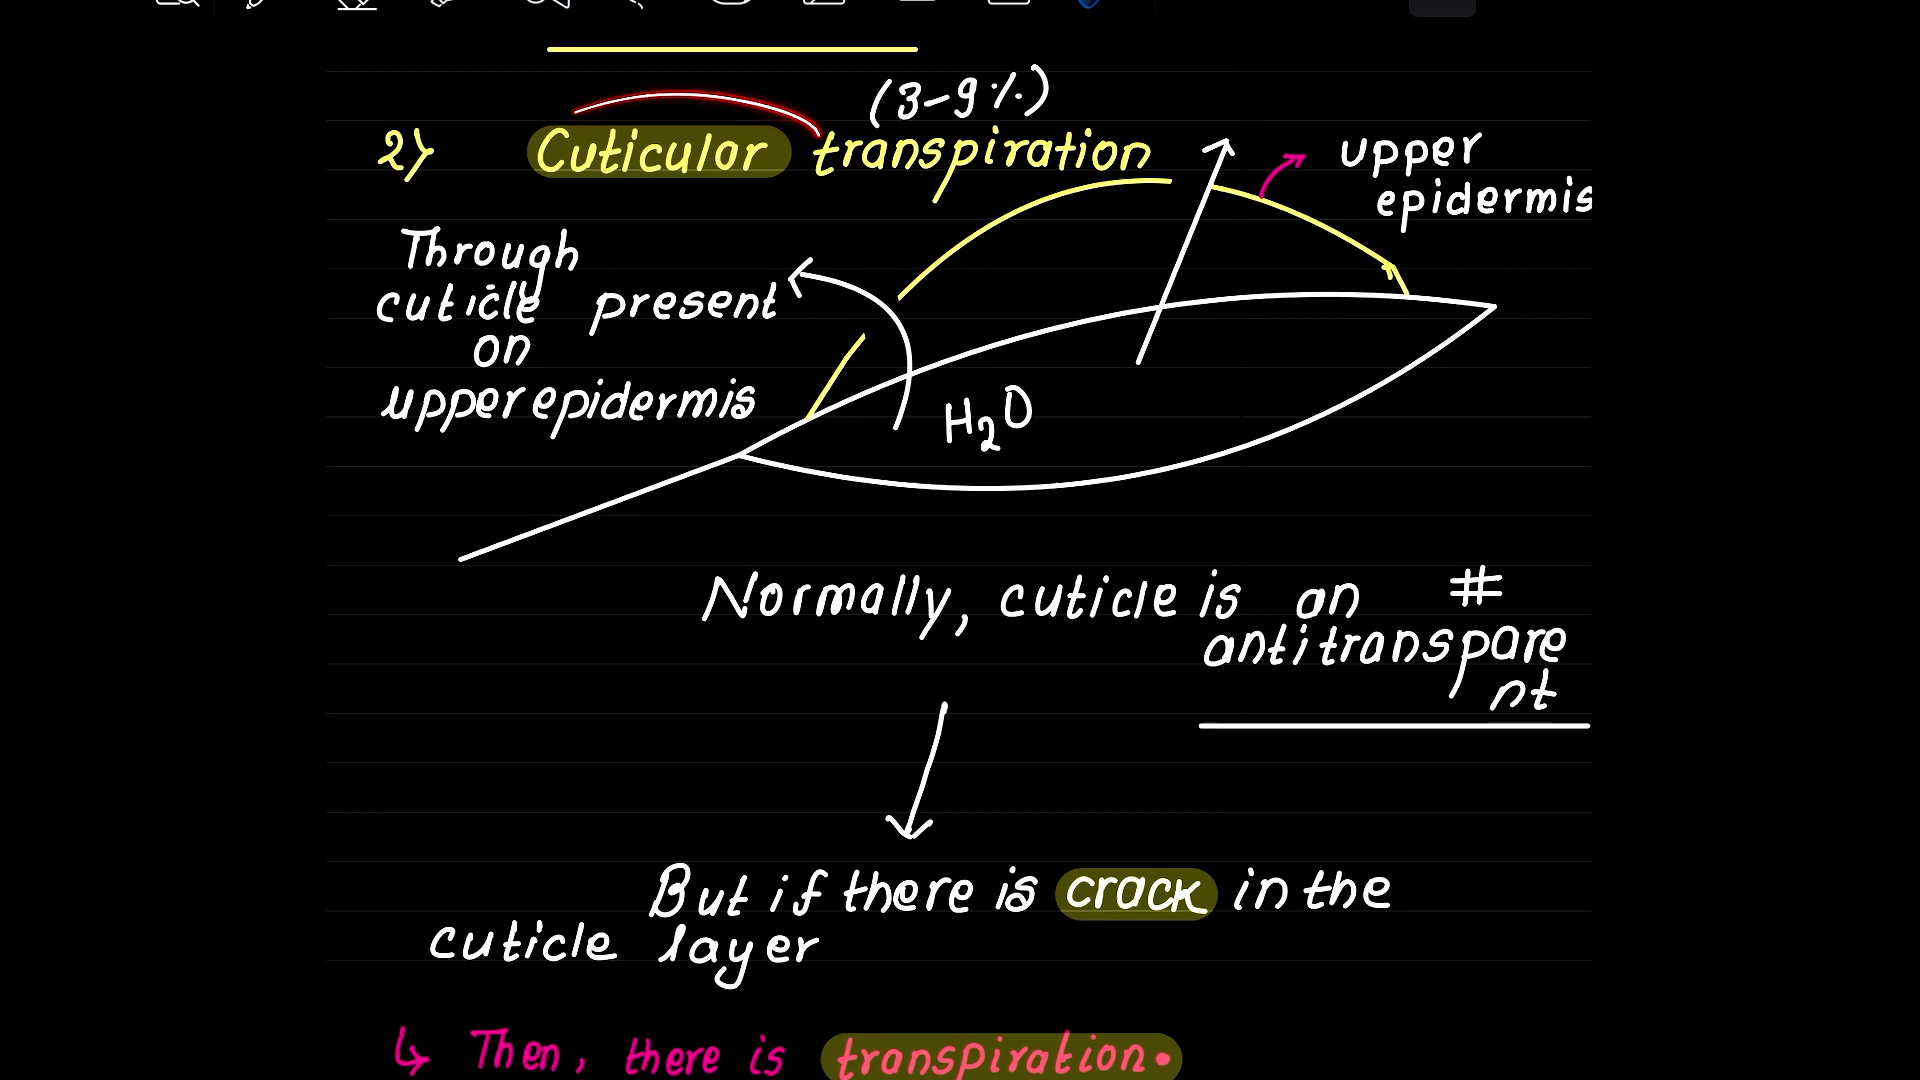 (3-9%)
2) Cuticular transpiration
upper
epidermis
Through
cuticle present
on
upper epidermis
H2O
Normally, cuticle is an #
antitranspare
nt
But if there is crack in the
cuticle layer
↳ Then, there is transpiration.